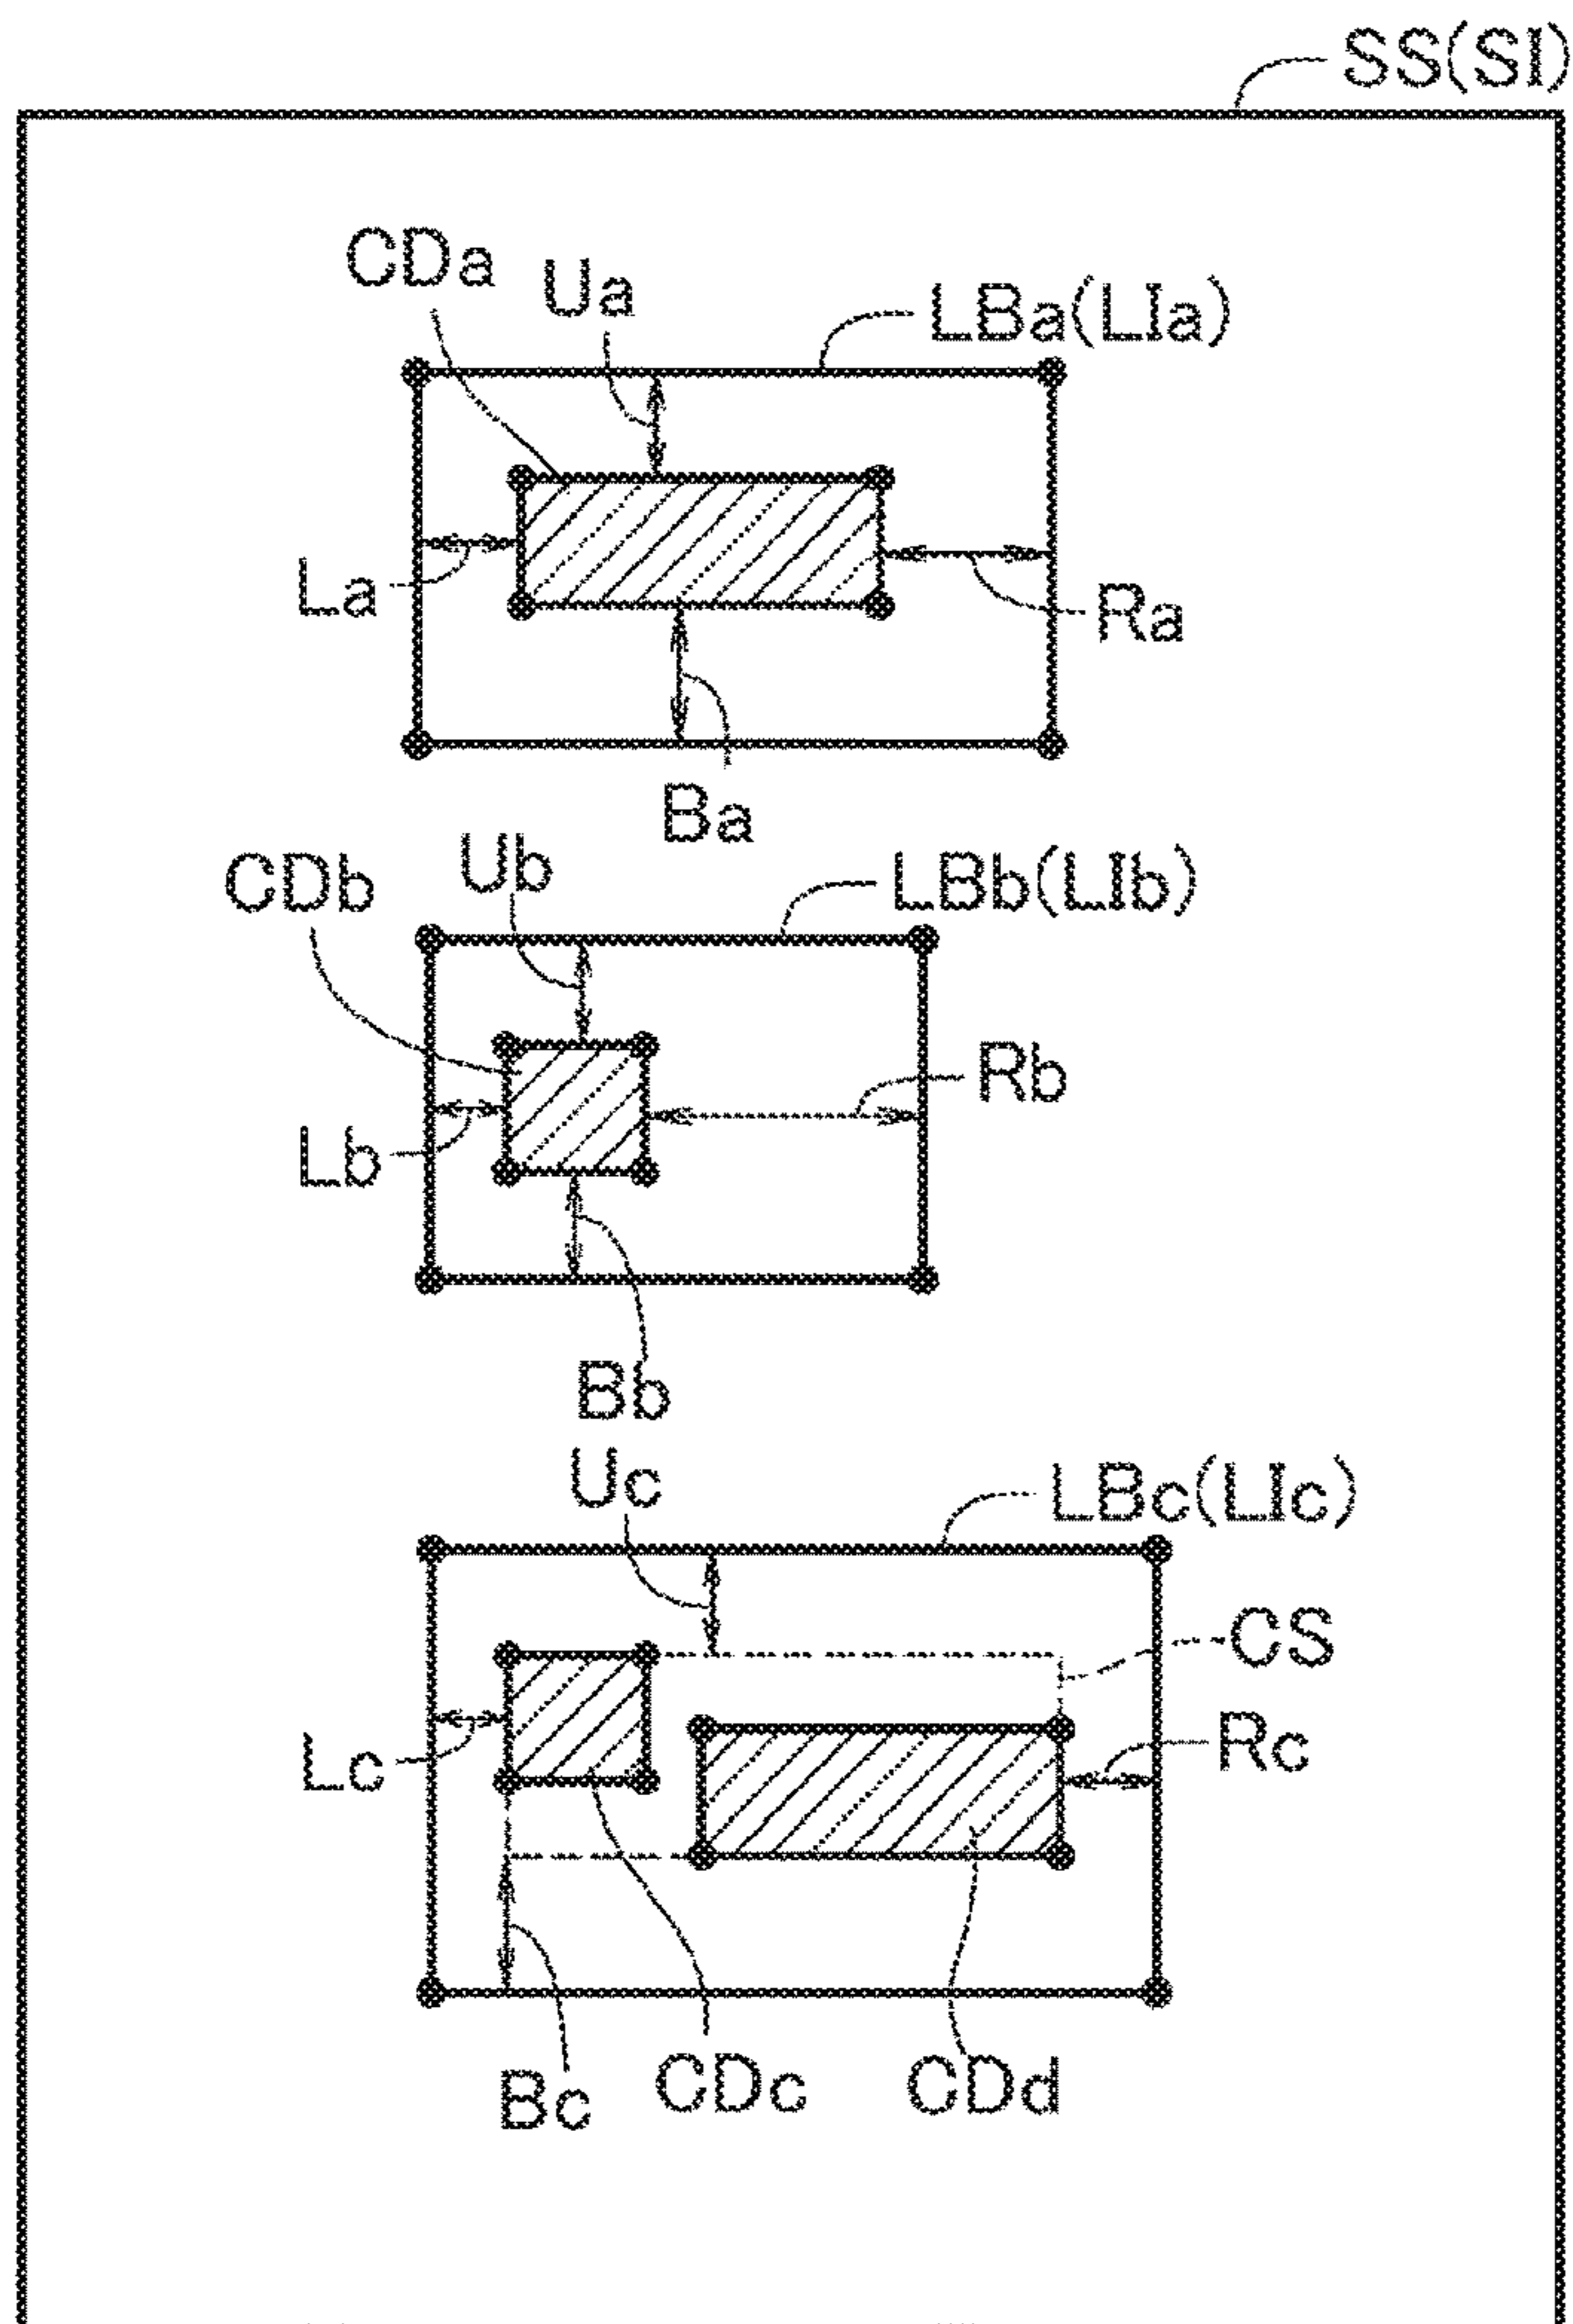 SS(SI)
CDa
Ua
LBa(LIa)
La
Ra
Ba
CDb
Ub
LBb(LIb)
Rb
Lb
Bb
Uc
LBc(LIc)
CS
Lc
Rc
Bc
CDc
CDd